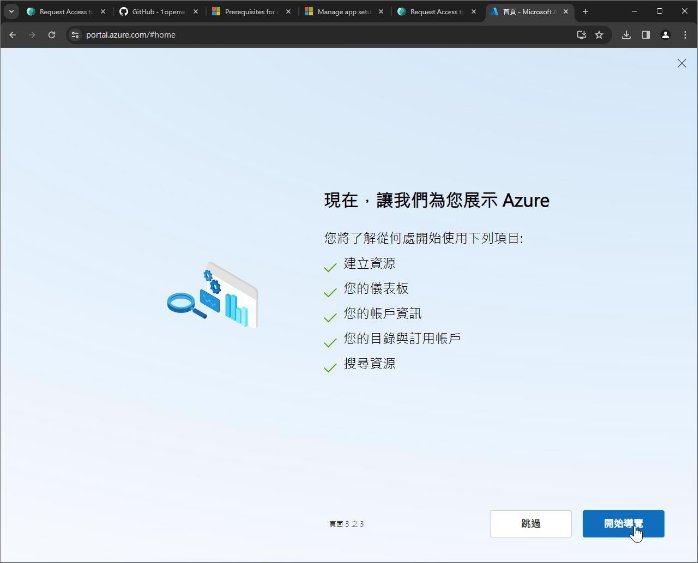 Request Access t
GitHub - 1openw
Prerequisites for
Manage app setu
Request Access t
首頁 - Microsoft A
portal.azure.com/#home
現在，讓我們為您展示 Azure
您將了解從何處開始使用下列項目:
建立資源
您的儀表板
您的帳戶資訊
您的目錄與訂用帳戶
搜尋資源
頁面 3 之 3
跳過
開始導覽